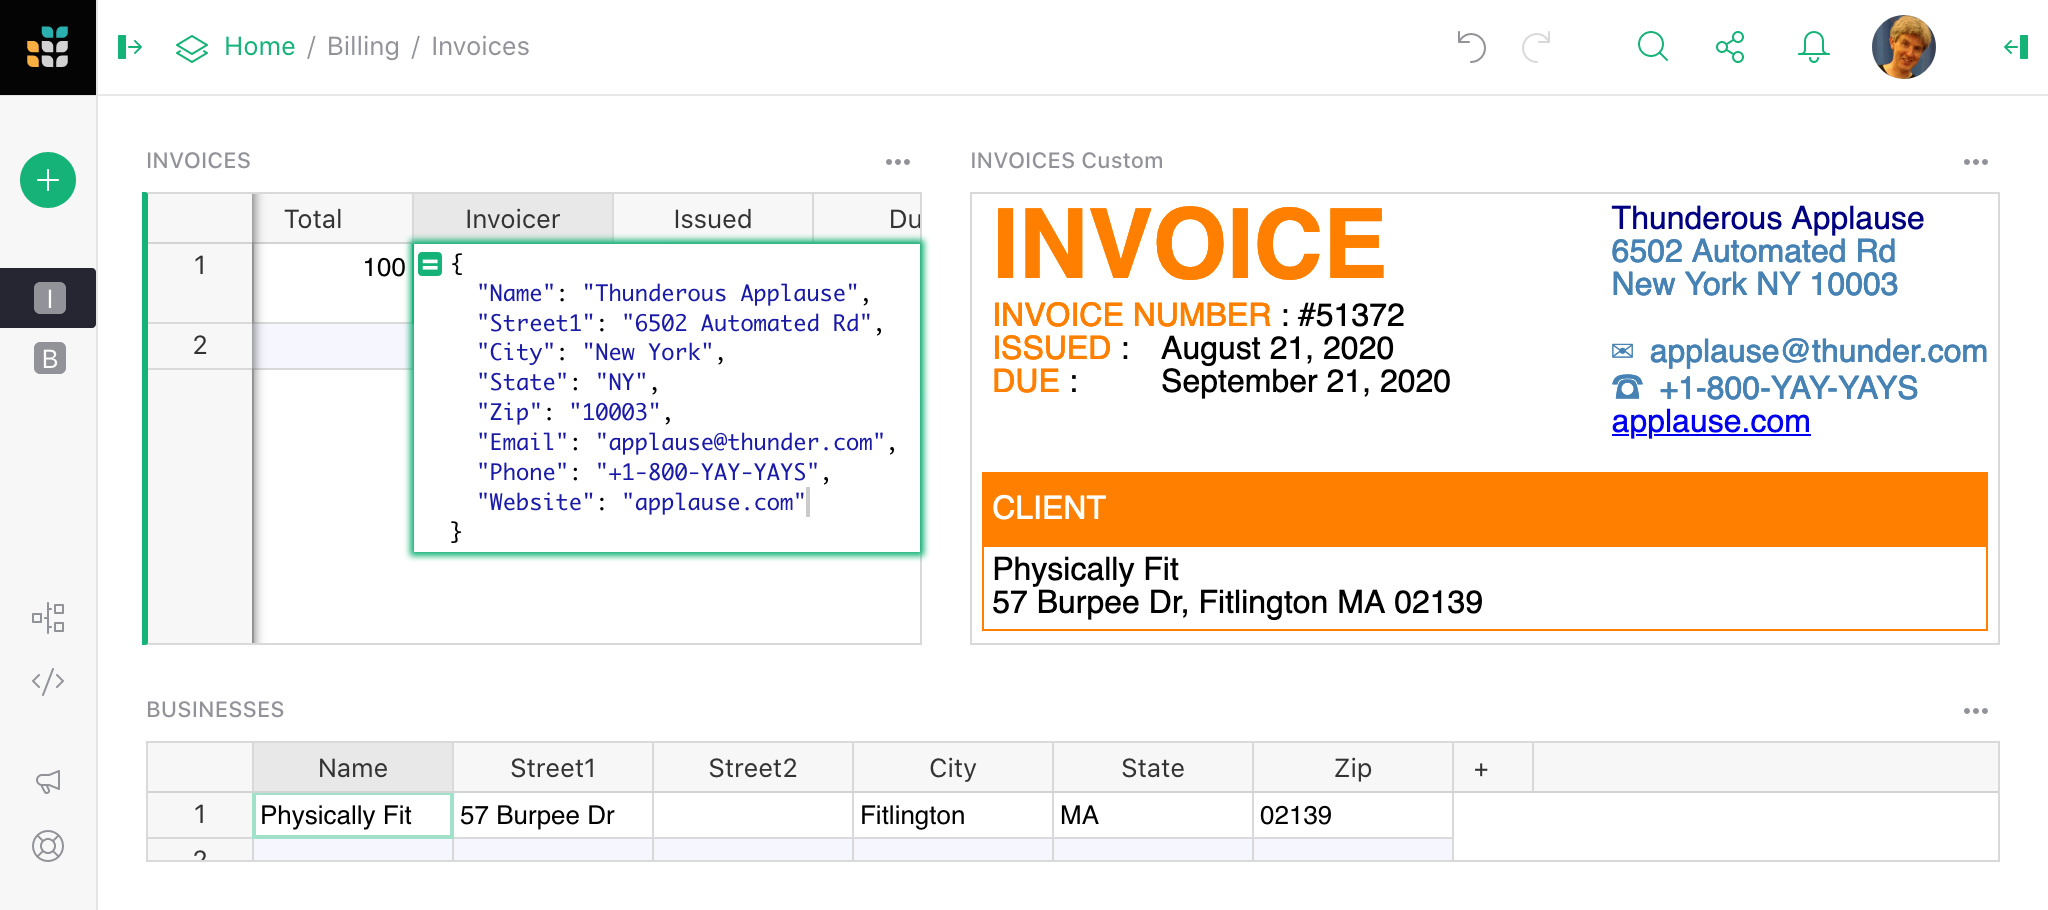 Home / Billing / Invoices
INVOICES
Total Invoicer Issued Du
1 100
2
{
"Name": "Thunderous Applause",
"Street1": "6502 Automated Rd",
"City": "New York",
"State": "NY",
"Zip": "10003",
"Email": "applause@thunder.com",
"Phone": "+1-800-YAY-YAYS",
"Website": "applause.com"
}
I
B
INVOICES Custom
INVOICE
INVOICE NUMBER : #51372
ISSUED : August 21, 2020
DUE : September 21, 2020
Thunderous Applause
6502 Automated Rd
New York NY 10003
✉ applause@thunder.com
☎ +1-800-YAY-YAYS
applause.com
CLIENT
Physically Fit
57 Burpee Dr, Fitlington MA 02139
BUSINESSES
Name Street1 Street2 City State Zip +
1 Physically Fit 57 Burpee Dr Fitlington MA 02139
2